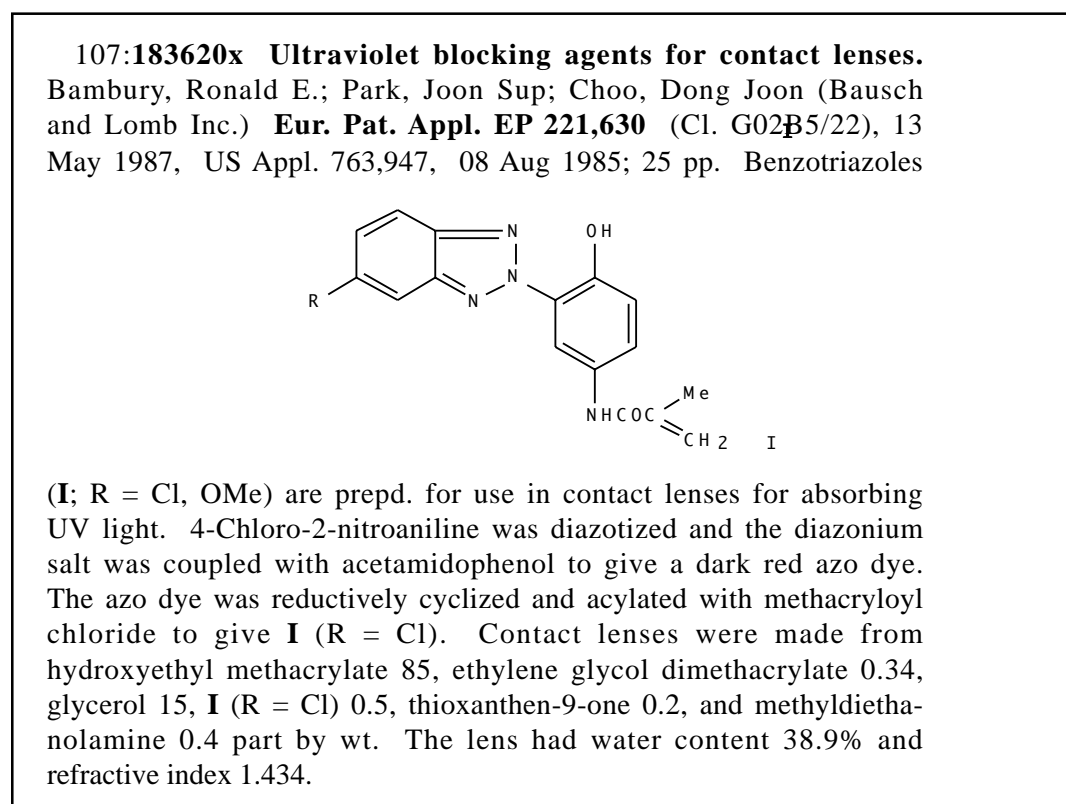 107:183620x Ultraviolet blocking agents for contact lenses.
Bambury, Ronald E.; Park, Joon Sup; Choo, Dong Joon (Bausch
and Lomb Inc.) Eur. Pat. Appl. EP 221,630 (Cl. G02B5/22), 13
May 1987, US Appl. 763,947, 08 Aug 1985; 25 pp. Benzotriazoles
N
OH
N
R
N
Me
NHCOC
CH2
I
(I; R = Cl, OMe) are prepd. for use in contact lenses for absorbing
UV light. 4-Chloro-2-nitroaniline was diazotized and the diazonium
salt was coupled with acetamidophenol to give a dark red azo dye.
The azo dye was reductively cyclized and acylated with methacryloyl
chloride to give I (R = Cl). Contact lenses were made from
hydroxyethyl methacrylate 85, ethylene glycol dimethacrylate 0.34,
glycerol 15, I (R = Cl) 0.5, thioxanthen-9-one 0.2, and methyldietha-
nolamine 0.4 part by wt. The lens had water content 38.9% and
refractive index 1.434.